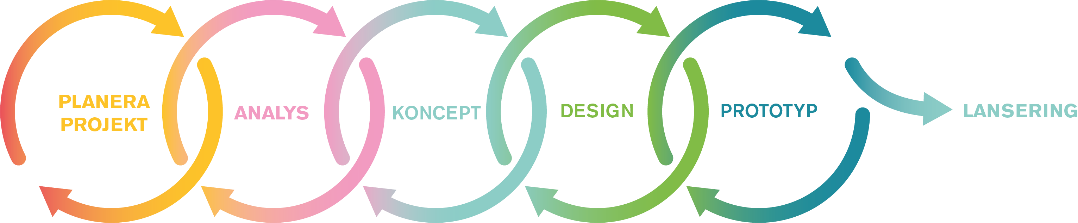 PLANERA
PROJEKT
ANALYS
KONCEPT
DESIGN
PROTOTYP
LANSERING